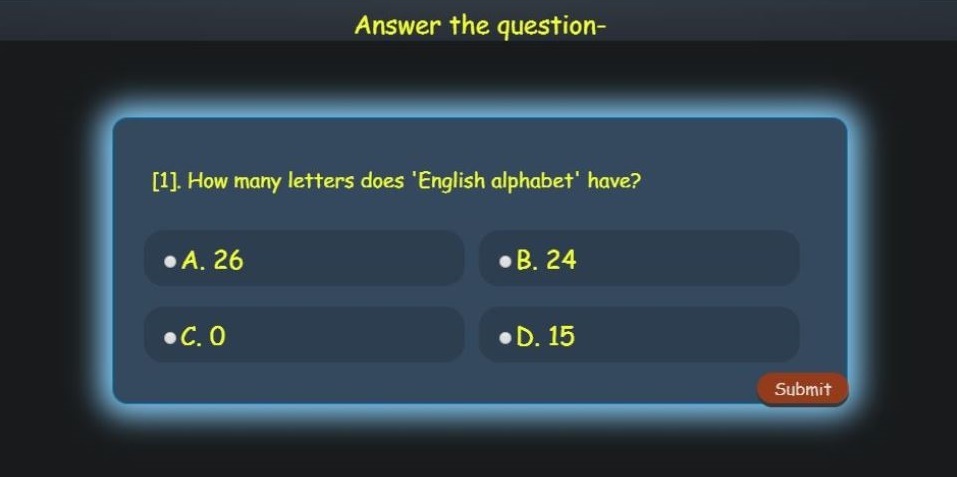 Answer the question-
[1]. How many letters does 'English alphabet' have?
A. 26
B. 24
C. 0
D. 15
Submit